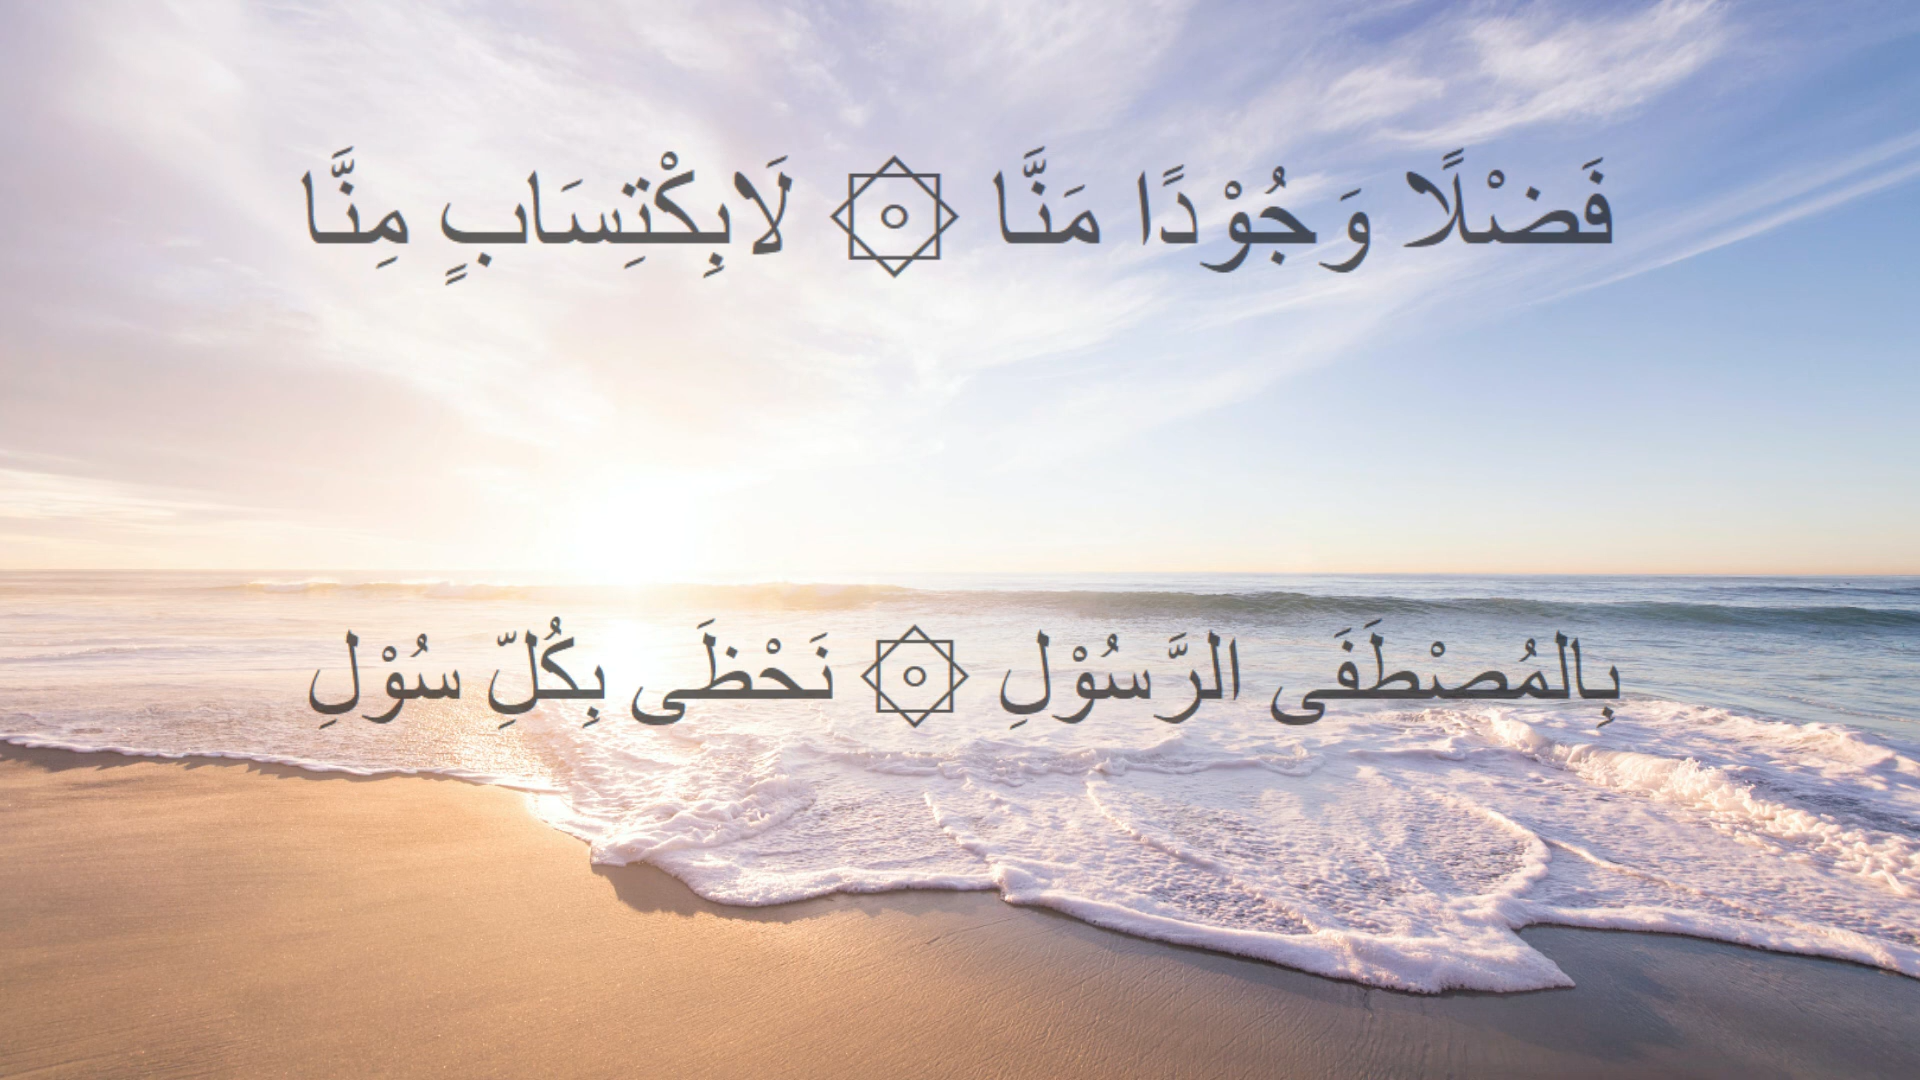 فَضْلًا وَجُوْدًا مَنَّا ۞ لَابِكْتِسَابٍ مِنَّا
بِالمُصْطَفَى الرَّسُوْلِ ۞ نَحْظَى بِكُلِّ سُوْلِ